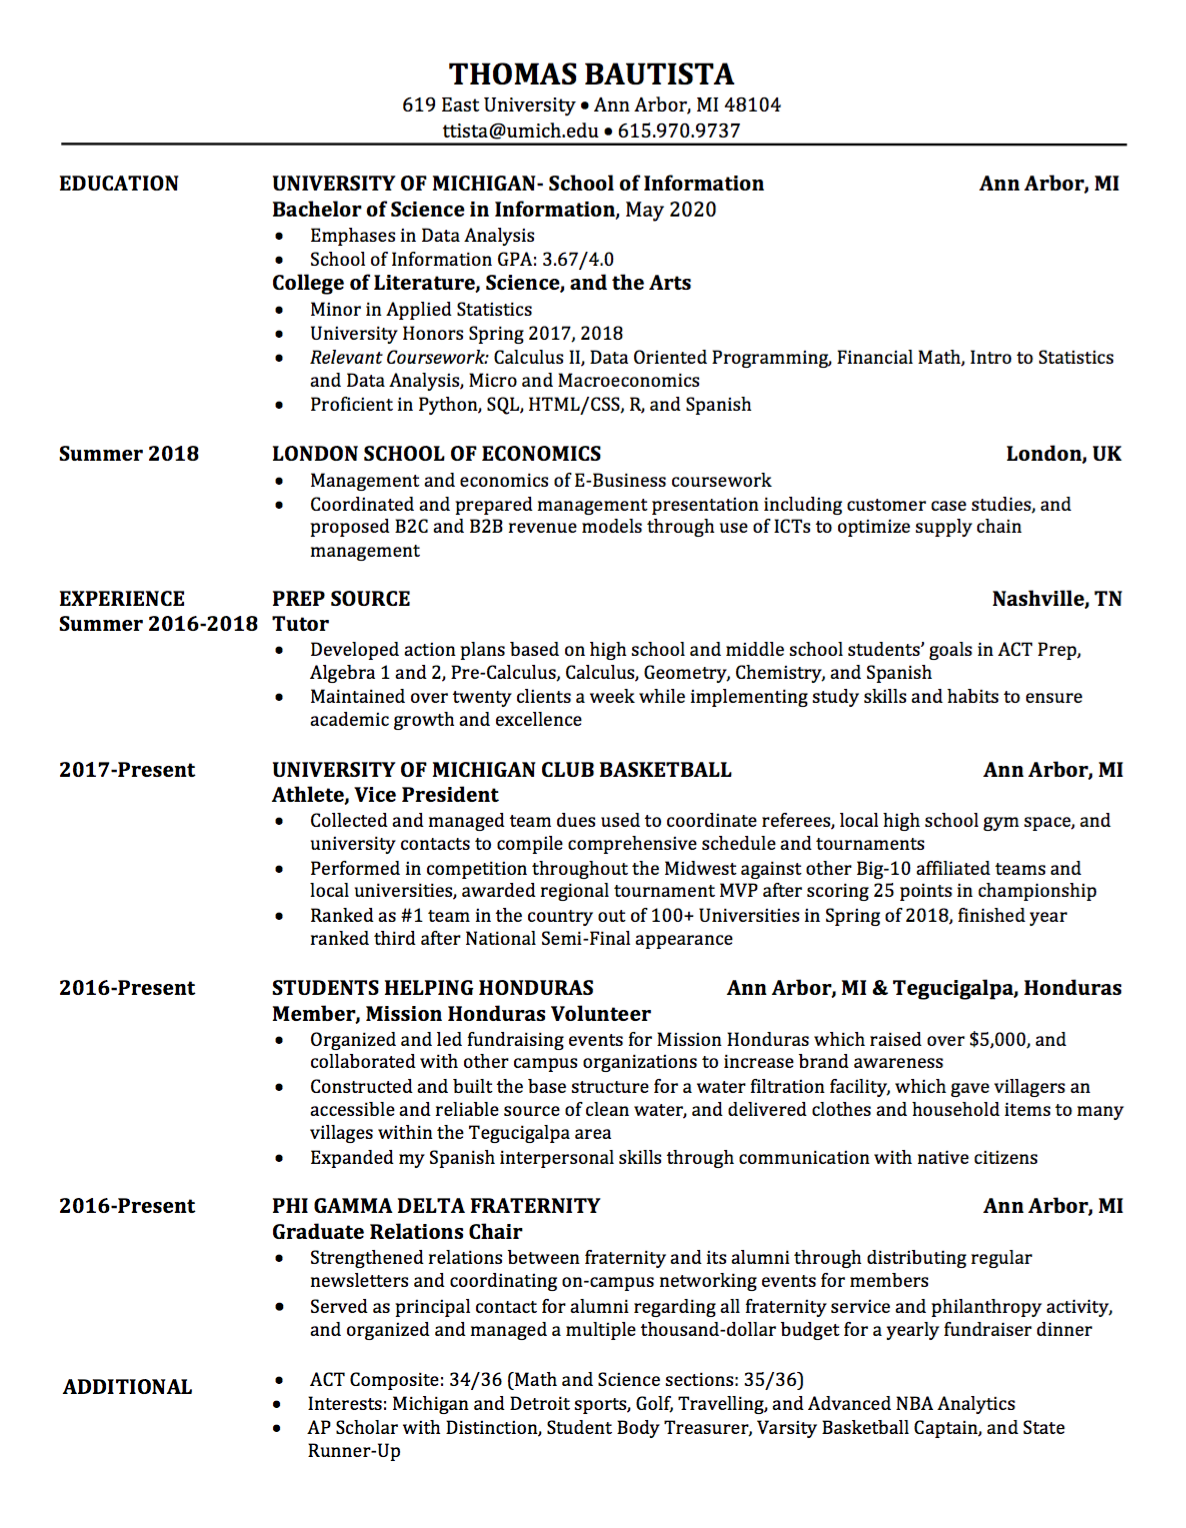 THOMAS BAUTISTA
619 East University • Ann Arbor, MI 48104
ttista@umich.edu • 615.970.9737
EDUCATION UNIVERSITY OF MICHIGAN- School of Information Ann Arbor, MI
Bachelor of Science in Information, May 2020
• Emphases in Data Analysis
• School of Information GPA: 3.67/4.0
College of Literature, Science, and the Arts
• Minor in Applied Statistics
• University Honors Spring 2017, 2018
• Relevant Coursework: Calculus II, Data Oriented Programming, Financial Math, Intro to Statistics
and Data Analysis, Micro and Macroeconomics
• Proficient in Python, SQL, HTML/CSS, R, and Spanish
Summer 2018 LONDON SCHOOL OF ECONOMICS London, UK
• Management and economics of E-Business coursework
• Coordinated and prepared management presentation including customer case studies, and
proposed B2C and B2B revenue models through use of ICTs to optimize supply chain
management
EXPERIENCE PREP SOURCE Nashville, TN
Summer 2016-2018 Tutor
• Developed action plans based on high school and middle school students’ goals in ACT Prep,
Algebra 1 and 2, Pre-Calculus, Calculus, Geometry, Chemistry, and Spanish
• Maintained over twenty clients a week while implementing study skills and habits to ensure
academic growth and excellence
2017-Present UNIVERSITY OF MICHIGAN CLUB BASKETBALL Ann Arbor, MI
Athlete, Vice President
• Collected and managed team dues used to coordinate referees, local high school gym space, and
university contacts to compile comprehensive schedule and tournaments
• Performed in competition throughout the Midwest against other Big-10 affiliated teams and
local universities, awarded regional tournament MVP after scoring 25 points in championship
• Ranked as #1 team in the country out of 100+ Universities in Spring of 2018, finished year
ranked third after National Semi-Final appearance
2016-Present STUDENTS HELPING HONDURAS Ann Arbor, MI & Tegucigalpa, Honduras
Member, Mission Honduras Volunteer
• Organized and led fundraising events for Mission Honduras which raised over $5,000, and
collaborated with other campus organizations to increase brand awareness
• Constructed and built the base structure for a water filtration facility, which gave villagers an
accessible and reliable source of clean water, and delivered clothes and household items to many
villages within the Tegucigalpa area
• Expanded my Spanish interpersonal skills through communication with native citizens
2016-Present PHI GAMMA DELTA FRATERNITY Ann Arbor, MI
Graduate Relations Chair
• Strengthened relations between fraternity and its alumni through distributing regular
newsletters and coordinating on-campus networking events for members
• Served as principal contact for alumni regarding all fraternity service and philanthropy activity,
and organized and managed a multiple thousand-dollar budget for a yearly fundraiser dinner
ADDITIONAL • ACT Composite: 34/36 (Math and Science sections: 35/36)
• Interests: Michigan and Detroit sports, Golf, Travelling, and Advanced NBA Analytics
• AP Scholar with Distinction, Student Body Treasurer, Varsity Basketball Captain, and State
Runner-Up